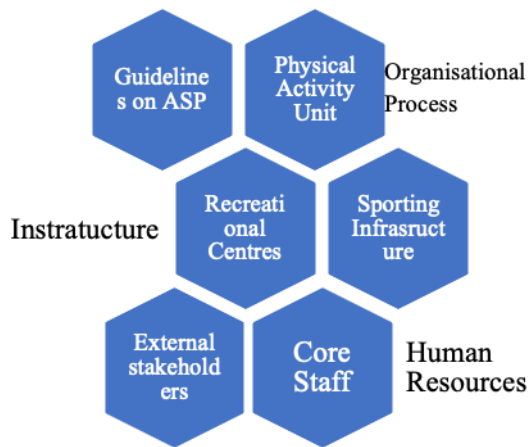 Guideline
s on ASP
Physical
Activity
Unit
Organisational
Process
Instratucture
Recreati
onal
Centres
Sporting
Infrasruct
ure
External
stakehold
ers
Core
Staff
Human
Resources